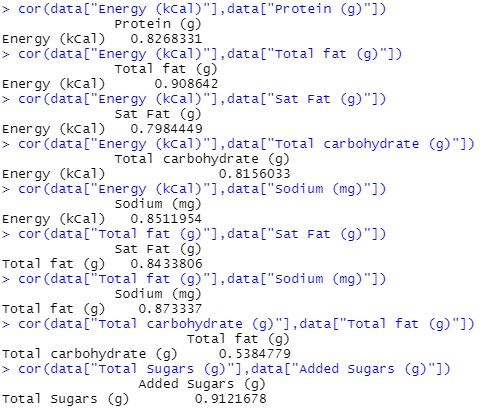 > cor(data["Energy (kCal)"],data["Protein (g)"])
              Protein (g)
Energy (kCal)   0.8268331
> cor(data["Energy (kCal)"],data["Total fat (g)"])
              Total fat (g)
Energy (kCal)      0.908642
> cor(data["Energy (kCal)"],data["Sat Fat (g)"])
              Sat Fat (g)
Energy (kCal)   0.7984449
> cor(data["Energy (kCal)"],data["Total carbohydrate (g)"])
              Total carbohydrate (g)
Energy (kCal)              0.8156033
> cor(data["Energy (kCal)"],data["Sodium (mg)"])
              Sodium (mg)
Energy (kCal)   0.8511954
> cor(data["Total fat (g)"],data["Sat Fat (g)"])
              Sat Fat (g)
Total fat (g)   0.8433806
> cor(data["Total fat (g)"],data["Sodium (mg)"])
              Sodium (mg)
Total fat (g)    0.873337
> cor(data["Total carbohydrate (g)"],data["Total fat (g)"])
                       Total fat (g)
Total carbohydrate (g)     0.5384779
> cor(data["Total Sugars (g)"],data["Added Sugars (g)"])
                 Added Sugars (g)
Total Sugars (g)        0.9121678